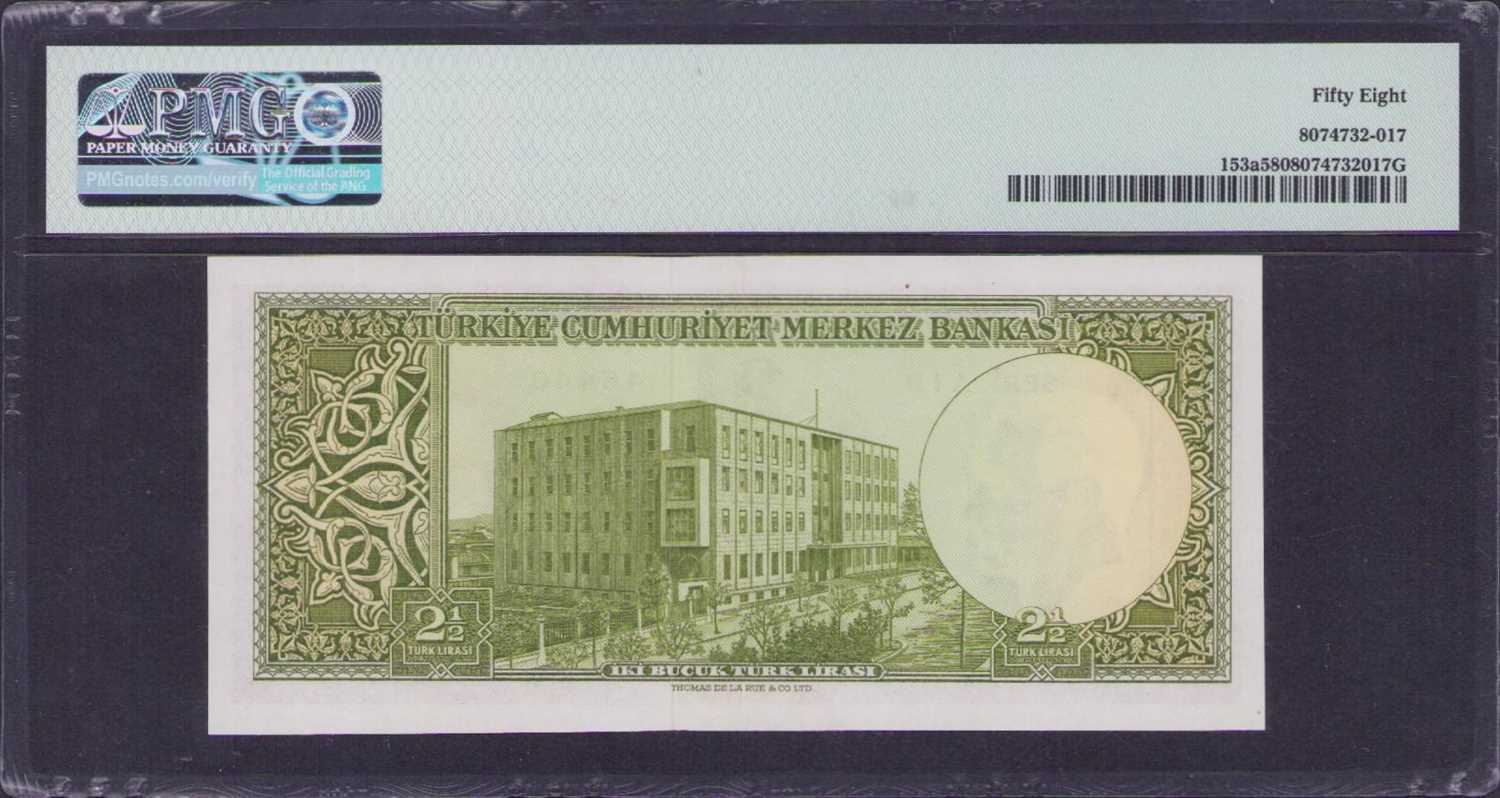 PMG
PAPER MONEY GUARANTY
PMGnotes.com/verify
The Official Grading
Service of the PNG
Fifty Eight
8074732-017
153a5808074732017G
TÜRKİYE CUMHURİYET MERKEZ BANKASI
2½
TÜRK LİRASI
2½
TÜRK LİRASI
İKİ BUÇUK TÜRK LİRASI
THOMAS DE LA RUE & CO. LTD.